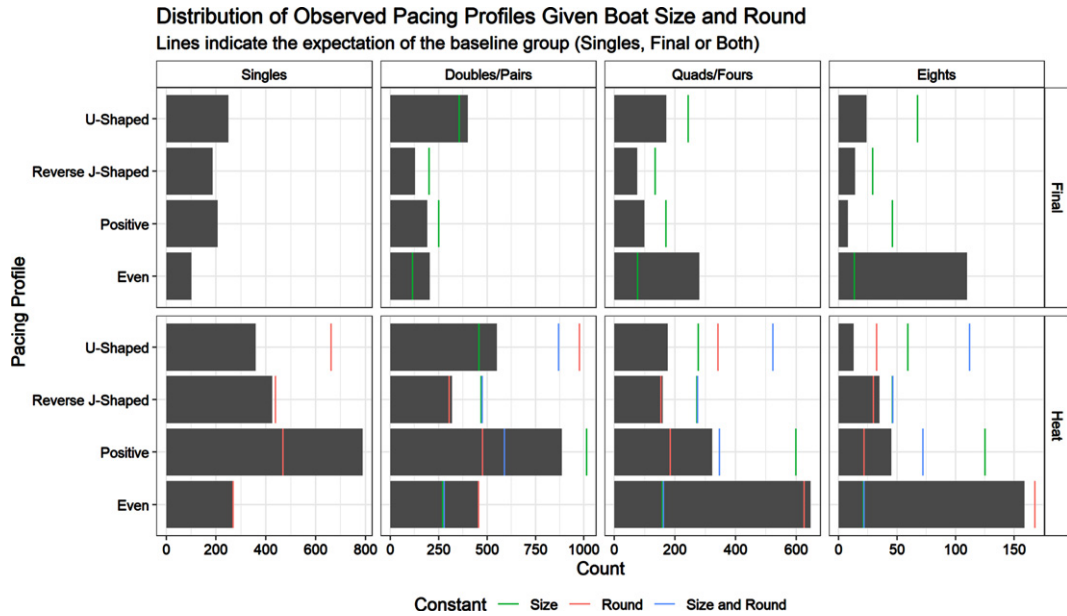 Distribution of Observed Pacing Profiles Given Boat Size and Round
Lines indicate the expectation of the baseline group (Singles, Final or Both)
Singles Doubles/Pairs Quads/Fours Eights
U-Shaped
Reverse J-Shaped
Positive
Even
Final
U-Shaped
Reverse J-Shaped
Positive
Even
Heat
Pacing Profile
0 200 400 600 800 0 250 500 750 1000 0 200 400 600 0 50 100 150
Count
Constant Size Round Size and Round